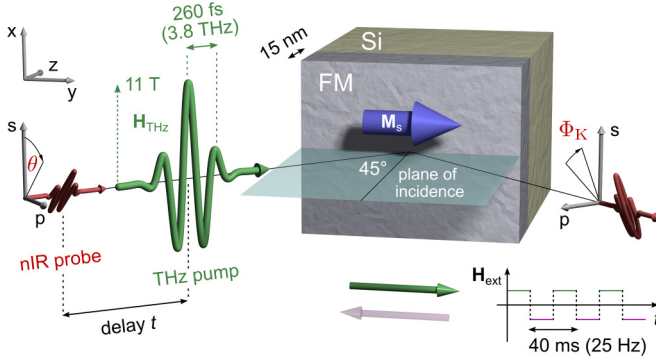 x
z
y
260 fs
(3.8 THz)
15 nm
Si
FM
11 T
H_THz
M_s
s
θ
p
45°
plane of
incidence
Φ_K
s
p
nIR probe
THz pump
delay t
H_ext
t
40 ms (25 Hz)